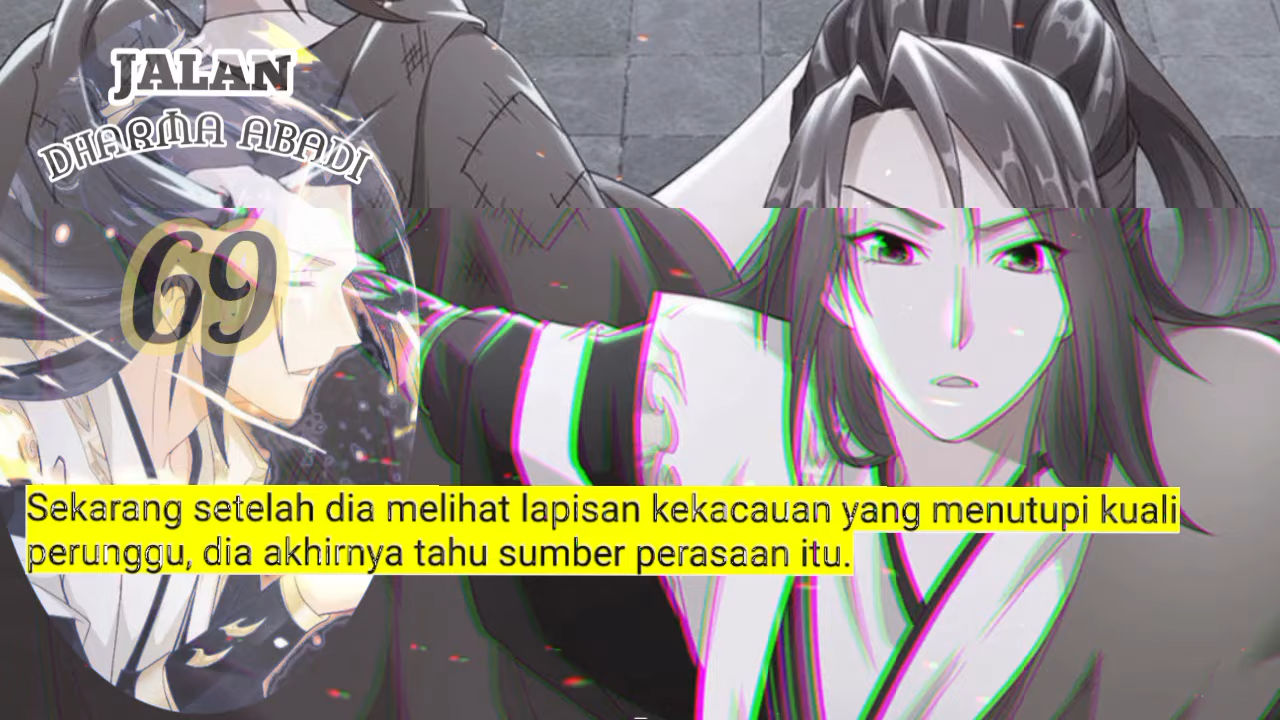 JALAN
DHARMA ABADI
69
Sekarang setelah dia melihat lapisan kekacauan yang menutupi kuali
perunggu, dia akhirnya tahu sumber perasaan itu.